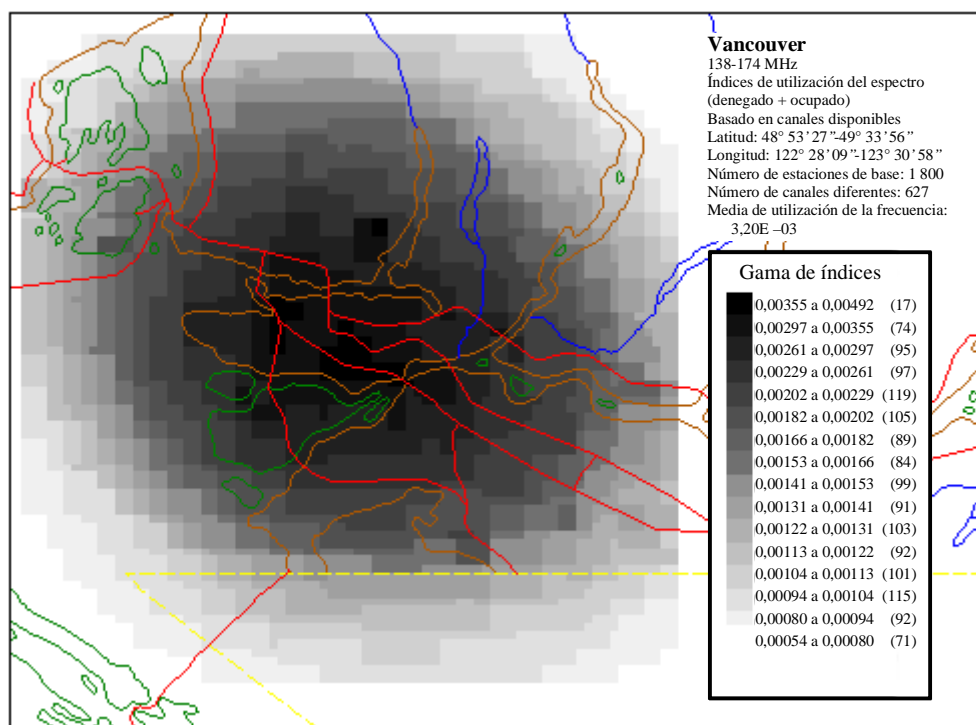 Vancouver
138-174 MHz
Índices de utilización del espectro
(denegado + ocupado)
Basado en canales disponibles
Latitud: 48° 53’27”-49° 33’56”
Longitud: 122° 28’09”-123° 30’58”
Número de estaciones de base: 1 800
Número de canales diferentes: 627
Media de utilización de la frecuencia:
3,20E –03
Gama de índices
0,00355 a 0,00492 (17)
0,00297 a 0,00355 (74)
0,00261 a 0,00297 (95)
0,00229 a 0,00261 (97)
0,00202 a 0,00229 (119)
0,00182 a 0,00202 (105)
0,00166 a 0,00182 (89)
0,00153 a 0,00166 (84)
0,00141 a 0,00153 (99)
0,00131 a 0,00141 (91)
0,00122 a 0,00131 (103)
0,00113 a 0,00122 (92)
0,00104 a 0,00113 (101)
0,00094 a 0,00104 (115)
0,00080 a 0,00094 (92)
0,00054 a 0,00080 (71)